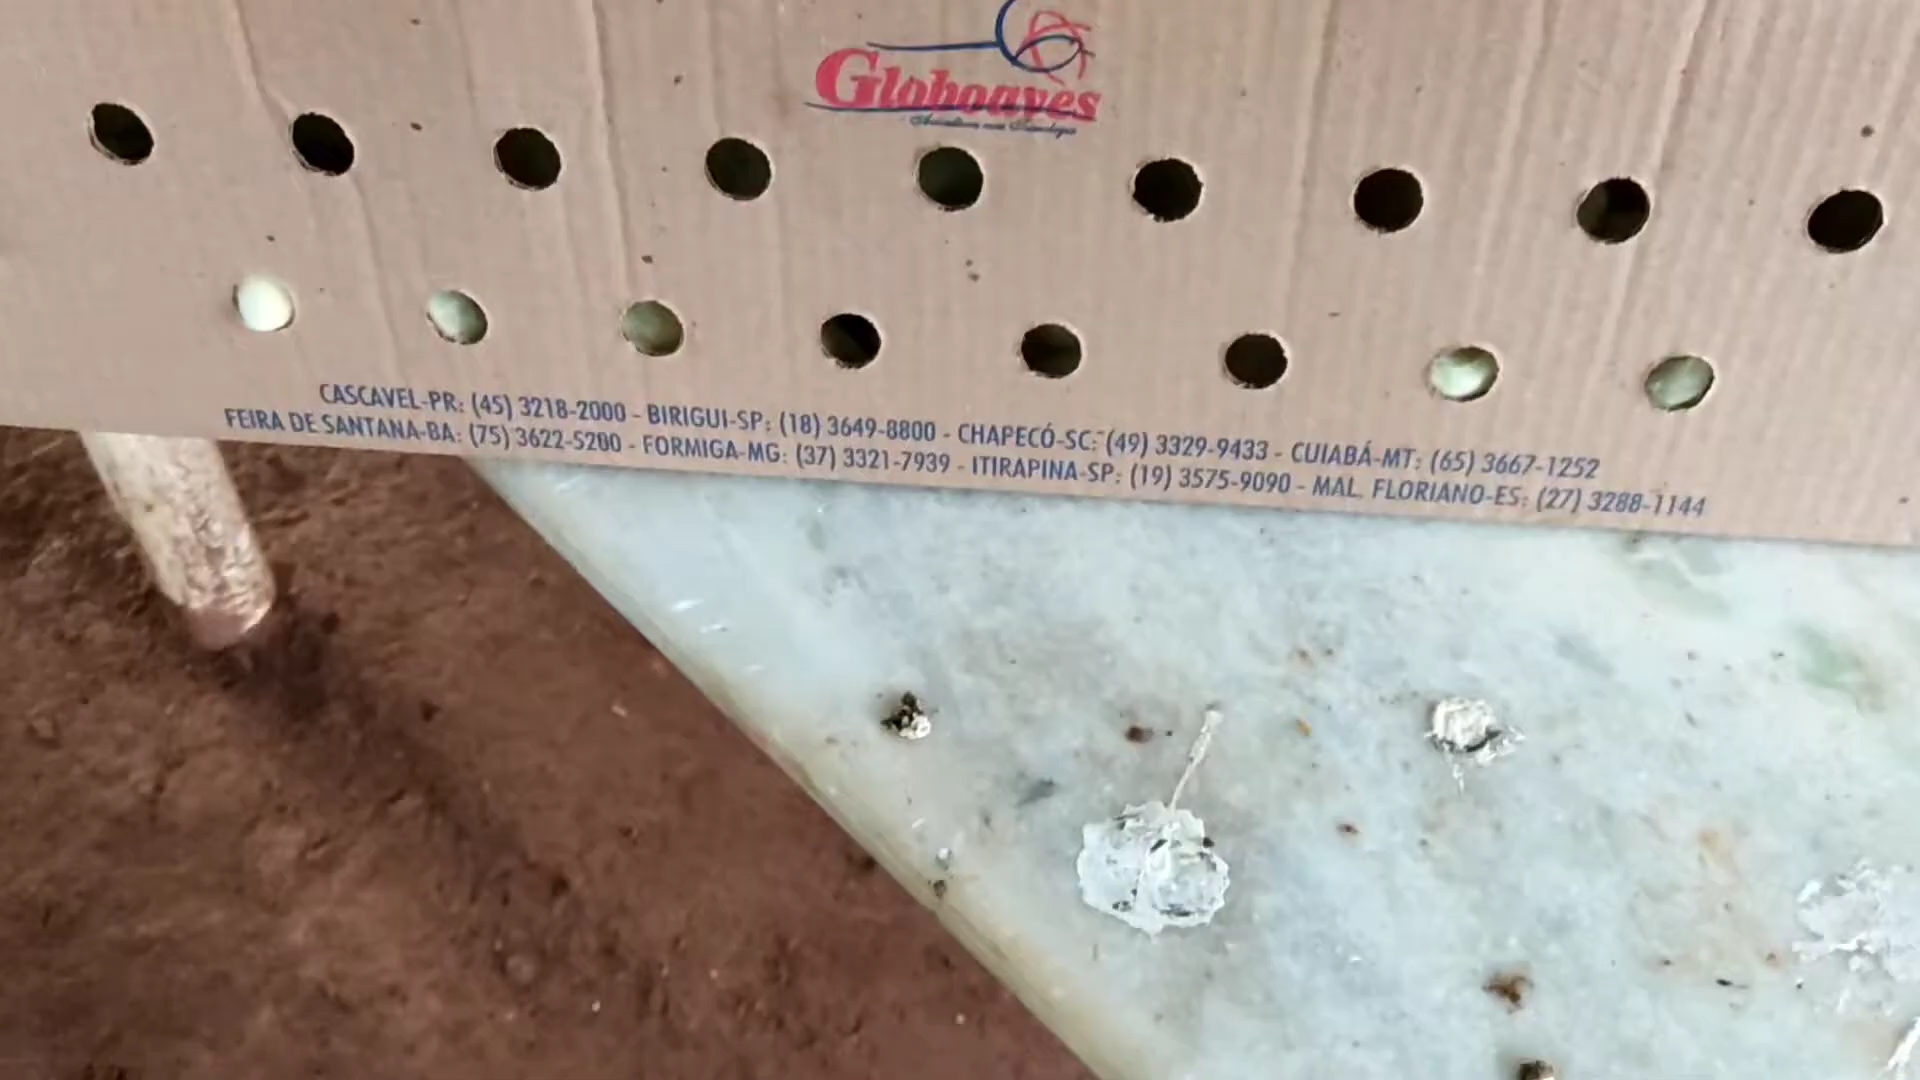 Globoaves
CASCAVEL-PR: (45) 3218-2000 - BIRIGUI-SP: (18) 3649-8800 - CHAPECÓ-SC: (49) 3329-9433 - CUIABÁ-MT: (65) 3667-1252
FEIRA DE SANTANA-BA: (75) 3622-5200 - FORMIGA-MG: (37) 3321-7939 - ITIRAPINA-SP: (19) 3575-9090 - MAL. FLORIANO-ES: (27) 3288-1144